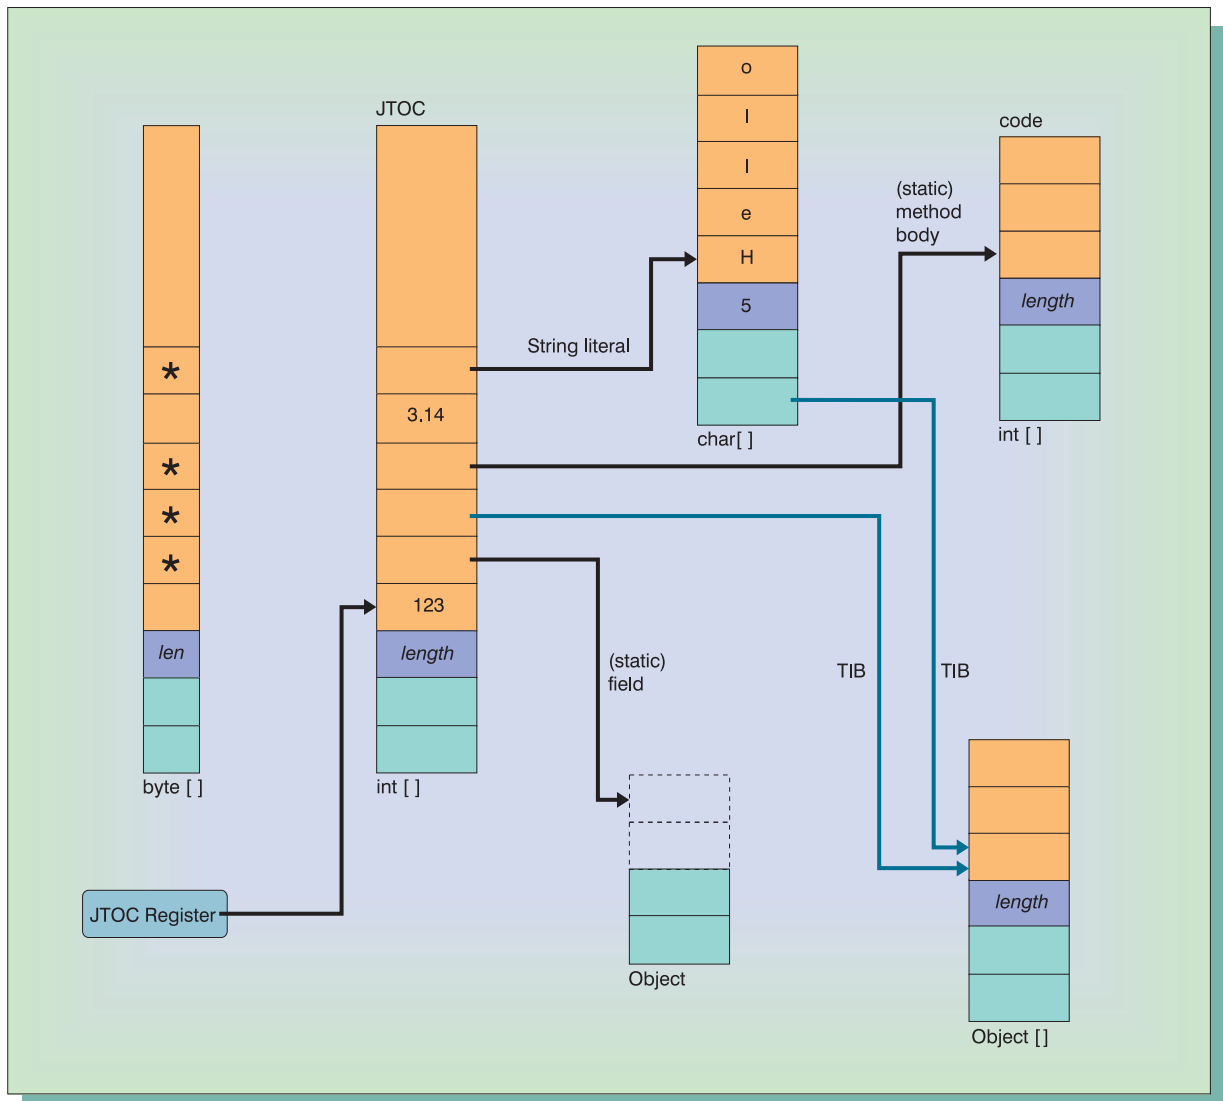 JTOC
o
l
l
e
H
5
char[ ]
code
(static)
method
body
length
int [ ]
String literal
*
3.14
*
*
*
123
len
length
byte [ ]
int [ ]
(static)
field
TIB
TIB
JTOC Register
Object
length
Object [ ]